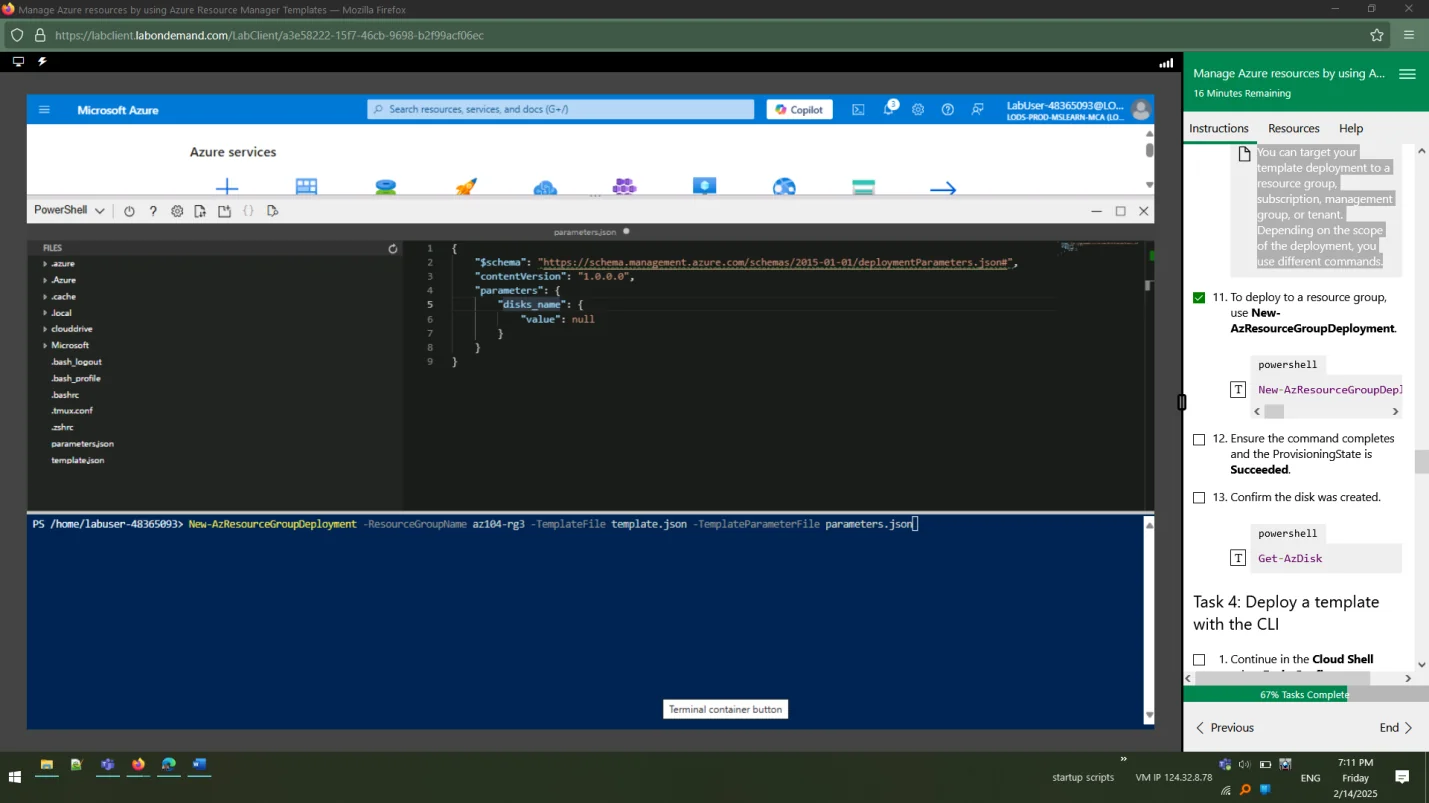 Manage Azure resources by using Azure Resource Manager Templates — Mozilla Firefox
https://labclient.labondemand.com/LabClient/a3e58222-15f7-46cb-9698-b2f99acf06ec
Microsoft Azure
Search resources, services, and docs (G+/)
Copilot
3
LabUser-48365093@LO...
LODS-PROD-MSLEARN-MCA (LO...
Azure services
PowerShell
?
{}
parameters.json
FILES
.azure
.Azure
.cache
.local
clouddrive
Microsoft
.bash_logout
.bash_profile
.bashrc
.tmux.conf
.zshrc
parameters.json
template.json
1 {
2 "$schema": "https://schema.management.azure.com/schemas/2015-01-01/deploymentParameters.json#",
3 "contentVersion": "1.0.0.0",
4 "parameters": {
5 "disks_name": {
6 "value": null
7 }
8 }
9 }
PS /home/labuser-48365093> New-AzResourceGroupDeployment -ResourceGroupName az104-rg3 -TemplateFile template.json -TemplateParameterFile parameters.json
Terminal container button
Manage Azure resources by using A...
16 Minutes Remaining
Instructions Resources Help
You can target your
template deployment to a
resource group,
subscription, management
group, or tenant.
Depending on the scope
of the deployment, you
use different commands.
11. To deploy to a resource group,
use New-
AzResourceGroupDeployment.
powershell
T New-AzResourceGroupDepl
12. Ensure the command completes
and the ProvisioningState is
Succeeded.
13. Confirm the disk was created.
powershell
T Get-AzDisk
Task 4: Deploy a template
with the CLI
1. Continue in the Cloud Shell
67% Tasks Complete
Previous End
startup scripts
VM IP 124.32.8.78
ENG
7:11 PM
Friday
2/14/2025